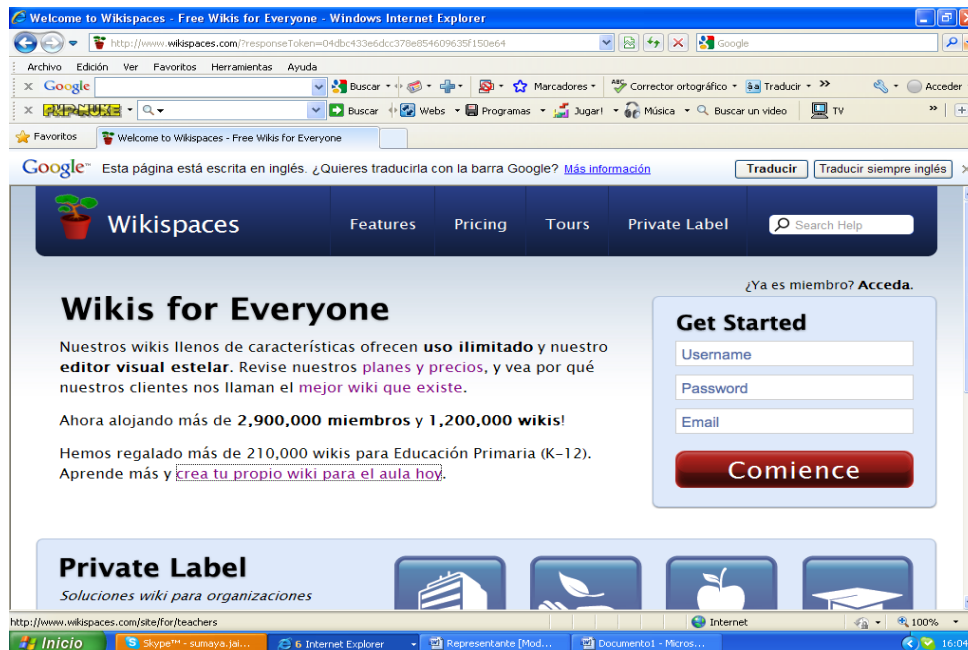 Welcome to Wikispaces - Free Wikis for Everyone - Windows Internet Explorer
http://www.wikispaces.com/?responseToken=04dbc433e6dcc378e854609635f150e64
Google
Archivo Edición Ver Favoritos Herramientas Ayuda
x Google Buscar Marcadores Corrector ortográfico Traducir » Acceder
x Buscar Webs Programas Jugar! Música Buscar un video TV »
Favoritos Welcome to Wikispaces - Free Wikis for Everyone
Google™ Esta página está escrita en inglés. ¿Quieres traducirla con la barra Google? Más información Traducir Traducir siempre inglés
Wikispaces Features Pricing Tours Private Label Search Help
¿Ya es miembro? Acceda.
Wikis for Everyone
Nuestros wikis llenos de características ofrecen uso ilimitado y nuestro
editor visual estelar. Revise nuestros planes y precios, y vea por qué
nuestros clientes nos llaman el mejor wiki que existe.
Ahora alojando más de 2,900,000 miembros y 1,200,000 wikis!
Hemos regalado más de 210,000 wikis para Educación Primaria (K-12).
Aprende más y crea tu propio wiki para el aula hoy.
Get Started
Username
Password
Email
Comience
Private Label
Soluciones wiki para organizaciones
http://www.wikispaces.com/site/for/teachers Internet 100%
Inicio Skype™ - sumaya.jai... 6 Internet Explorer Representante [Mod... Documento1 - Micros... 16:04